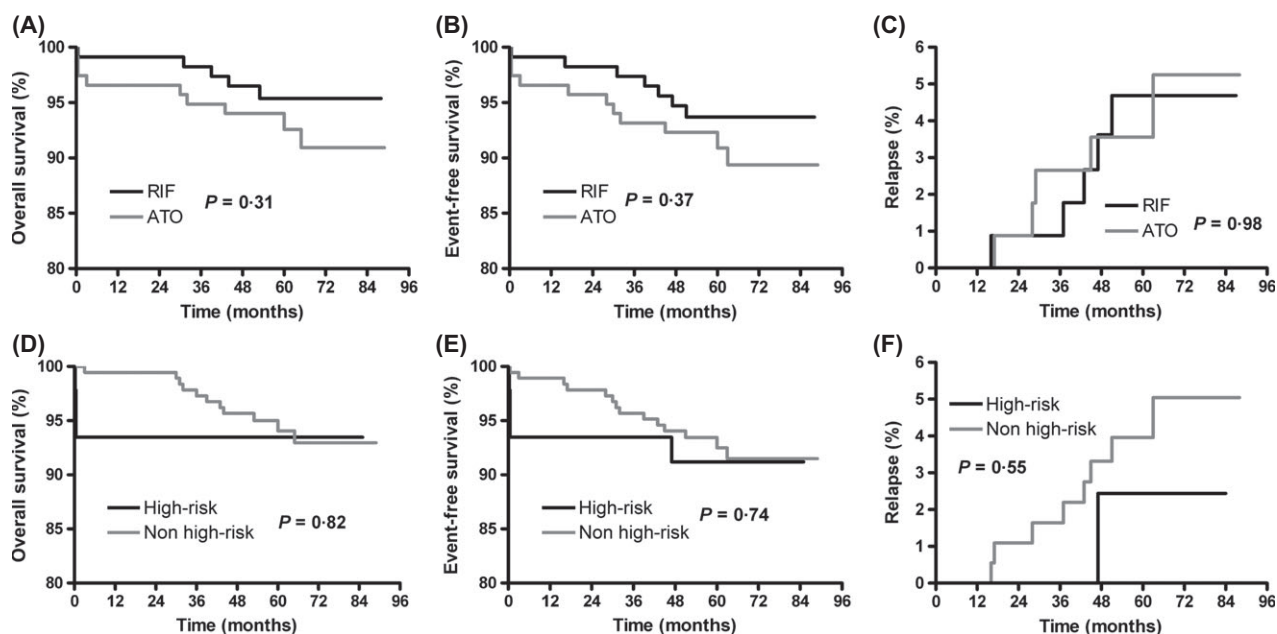 (A)
Overall survival (%)
100
95
90
85
80
RIF
ATO
P = 0·31
0 12 24 36 48 60 72 84 96
Time (months)
(B)
Event-free survival (%)
100
95
90
85
80
RIF
ATO
P = 0·37
0 12 24 36 48 60 72 84 96
Time (months)
(C)
Relapse (%)
6
5
4
3
2
1
0
RIF
ATO
P = 0·98
0 12 24 36 48 60 72 84 96
Time (months)
(D)
Overall survival (%)
100
95
90
85
80
High-risk
Non high-risk
P = 0·82
0 12 24 36 48 60 72 84 96
Time (months)
(E)
Event-free survival (%)
100
95
90
85
80
High-risk
Non high-risk
P = 0·74
0 12 24 36 48 60 72 84 96
Time (months)
(F)
Relapse (%)
6
5
4
3
2
1
0
High-risk
Non high-risk
P = 0·55
0 12 24 36 48 60 72 84 96
Time (months)